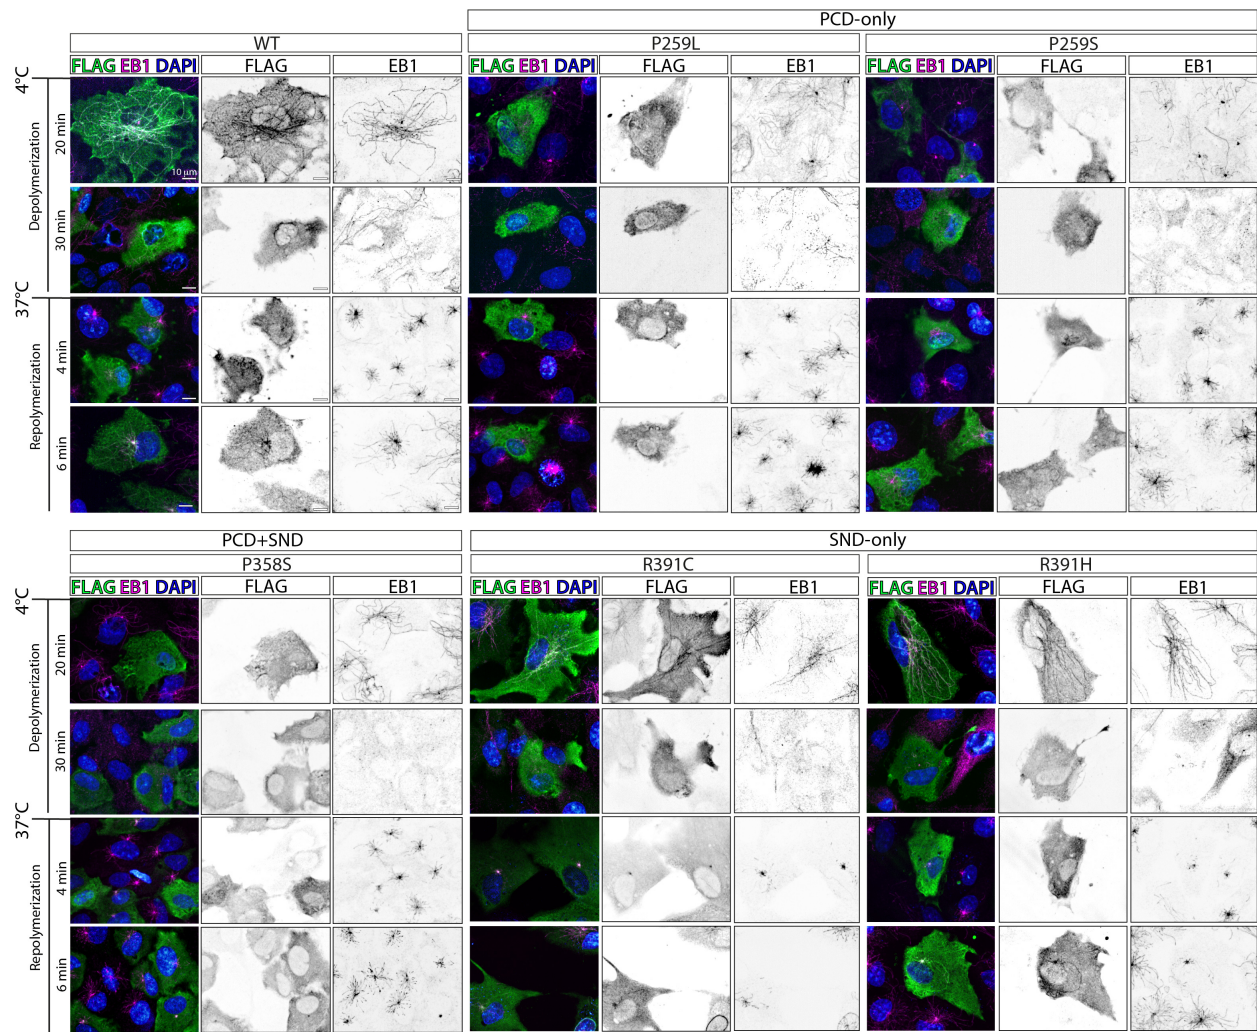 PCD-only
WT
P259L
P259S
FLAG EB1 DAPI
FLAG
EB1
FLAG EB1 DAPI
FLAG
EB1
FLAG EB1 DAPI
FLAG
EB1
4°C
Depolymerization
20 min
10 µm
30 min
37°C
Repolymerization
4 min
6 min
PCD+SND
SND-only
P358S
R391C
R391H
FLAG EB1 DAPI
FLAG
EB1
FLAG EB1 DAPI
FLAG
EB1
FLAG EB1 DAPI
FLAG
EB1
4°C
Depolymerization
20 min
30 min
37°C
Repolymerization
4 min
6 min